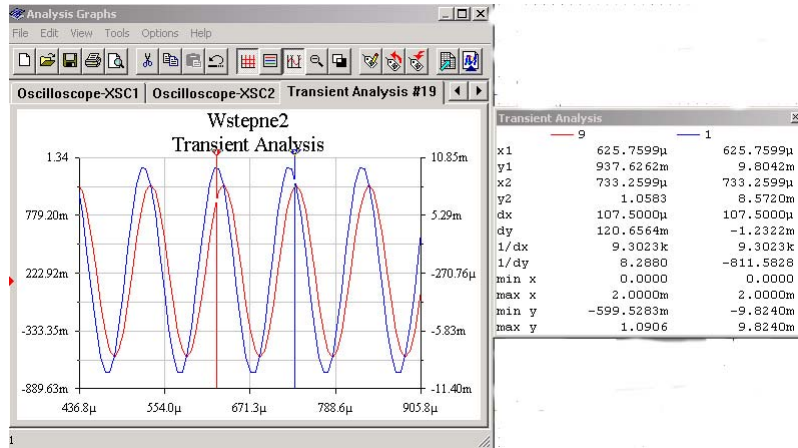 Analysis Graphs
File Edit View Tools Options Help
Oscilloscope-XSC1 Oscilloscope-XSC2 Transient Analysis #19
Wstepne2
Transient Analysis
1.34
779.20m
222.92m
-333.35m
-889.63m
10.85m
5.29m
-270.76µ
-5.83m
-11.40m
436.8µ 554.0µ 671.3µ 788.6µ 905.8µ
1
Transient Analysis
9 1
x1 625.7599µ 625.7599µ
y1 937.6262m 9.8042m
x2 733.2599µ 733.2599µ
y2 1.0583 8.5720m
dx 107.5000µ 107.5000µ
dy 120.6564m -1.2322m
1/dx 9.3023k 9.3023k
1/dy 8.2880 -811.5828
min x 0.0000 0.0000
max x 2.0000m 2.0000m
min y -599.5283m -9.8240m
max y 1.0906 9.8240m